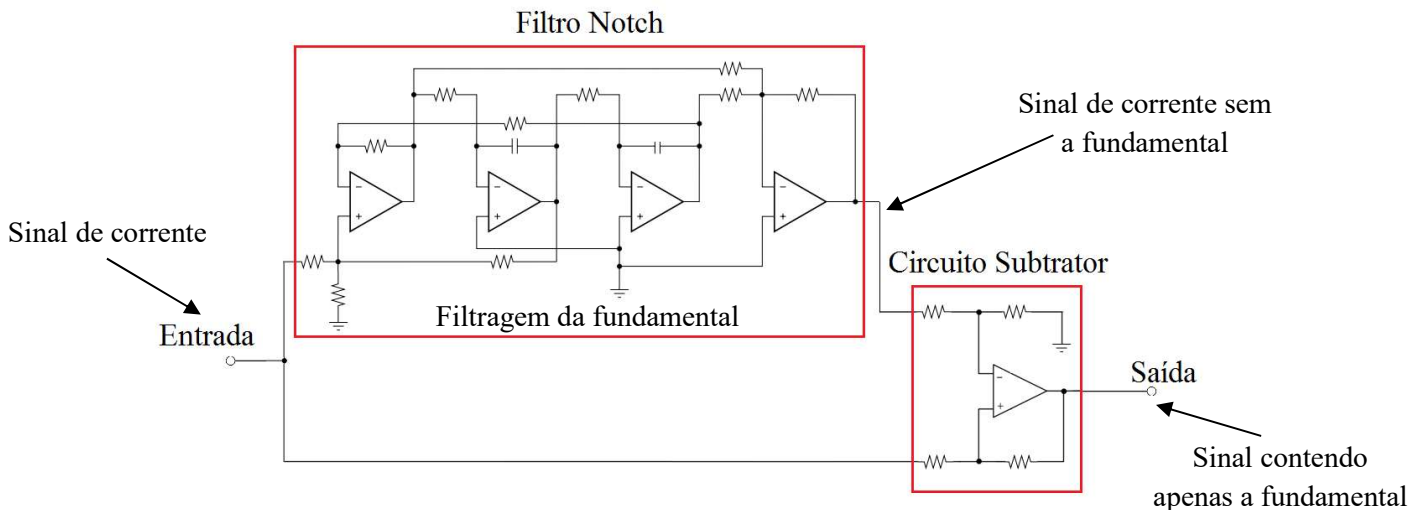 Filtro Notch
Sinal de corrente sem
a fundamental
Sinal de corrente
Entrada
Filtragem da fundamental
Circuito Subtrator
Saída
Sinal contendo
apenas a fundamental